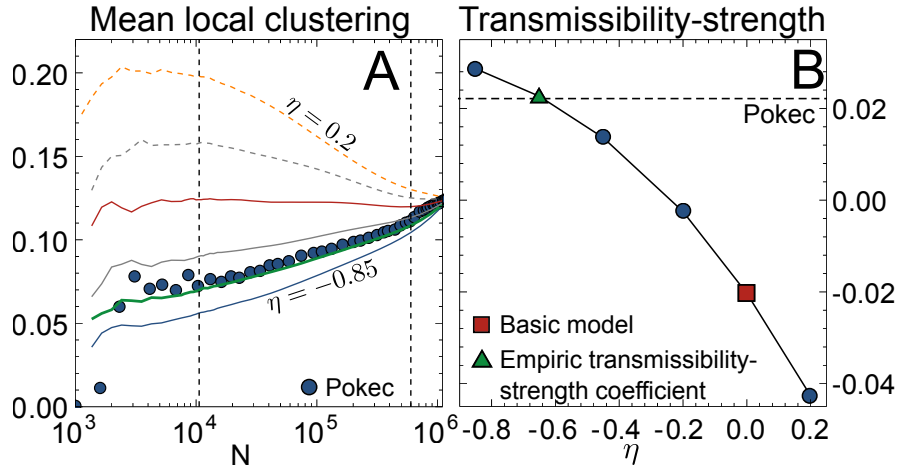 Mean local clustering
Transmissibility-strength
A
B
0.20
0.15
0.10
0.05
0.00
η = 0.2
η = −0.85
Pokec
10³ 10⁴ 10⁵ 10⁶
N
Pokec
0.02
0.00
-0.02
-0.04
Basic model
Empiric transmissibility-
strength coefficient
-0.8 -0.6 -0.4 -0.2 0.0 0.2
η